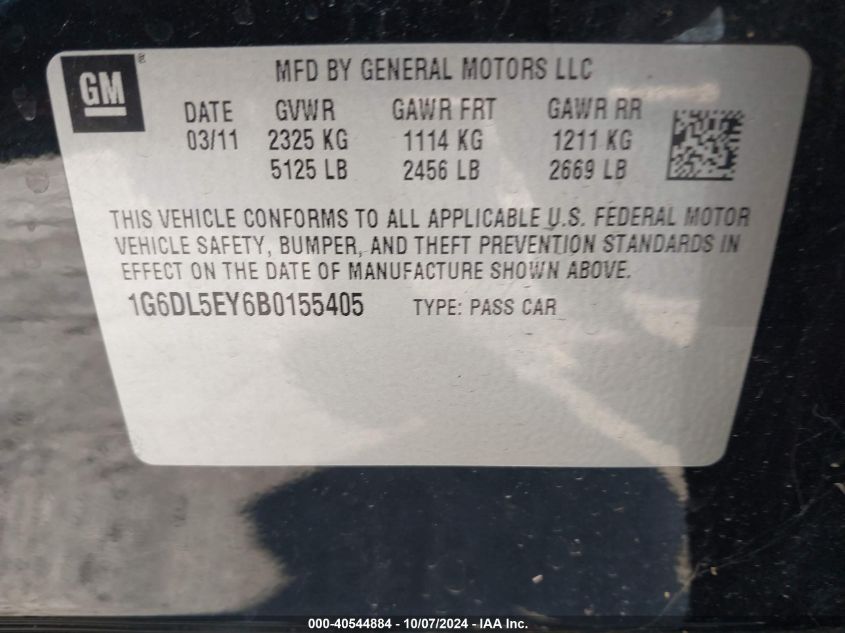 GM®
MFD BY GENERAL MOTORS LLC
DATE GVWR GAWR FRT GAWR RR
03/11 2325 KG 1114 KG 1211 KG
5125 LB 2456 LB 2669 LB
THIS VEHICLE CONFORMS TO ALL APPLICABLE U.S. FEDERAL MOTOR
VEHICLE SAFETY, BUMPER, AND THEFT PREVENTION STANDARDS IN
EFFECT ON THE DATE OF MANUFACTURE SHOWN ABOVE.
1G6DL5EY6B0155405 TYPE: PASS CAR
000-40544884 - 10/07/2024 - IAA Inc.